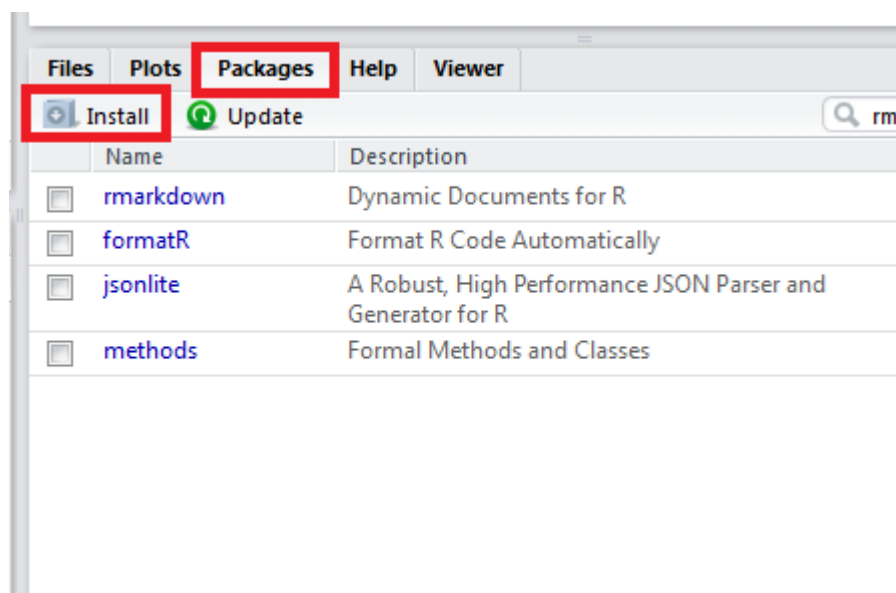 Files Plots Packages Help Viewer
Install Update rm
Name Description
rmarkdown Dynamic Documents for R
formatR Format R Code Automatically
jsonlite A Robust, High Performance JSON Parser and
Generator for R
methods Formal Methods and Classes